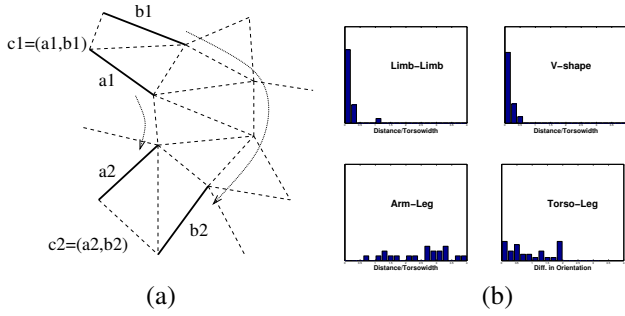 b1
c1=(a1,b1)
a1
a2
b2
c2=(a2,b2)
(a)
Limb-Limb
Distance/Torsowidth
V-shape
Distance/Torsowidth
Arm-Leg
Distance/Torsowidth
Torso-Leg
Diff. in Orientation
(b)